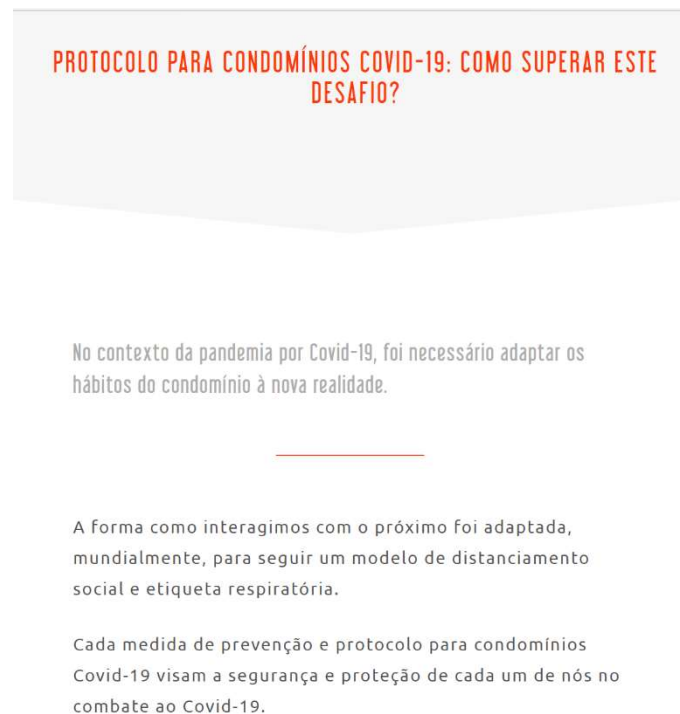 PROTOCOLO PARA CONDOMÍNIOS COVID-19: COMO SUPERAR ESTE
DESAFIO?
No contexto da pandemia por Covid-19, foi necessário adaptar os
hábitos do condomínio à nova realidade.
A forma como interagimos com o próximo foi adaptada,
mundialmente, para seguir um modelo de distanciamento
social e etiqueta respiratória.
Cada medida de prevenção e protocolo para condomínios
Covid-19 visam a segurança e proteção de cada um de nós no
combate ao Covid-19.